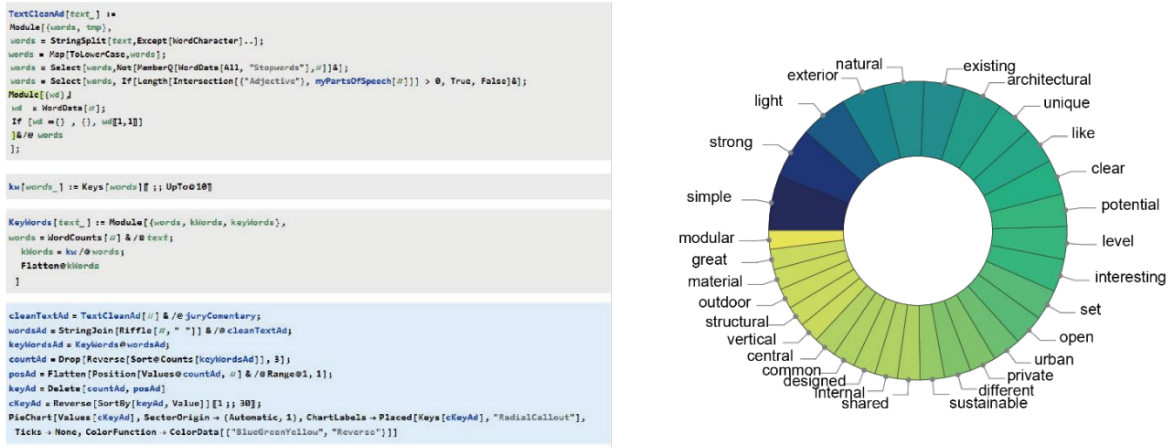 TextCleanAd[text_] :=
Module[{words, tmp},
words = StringSplit[text,Except[WordCharacter]..];
words = Map[ToLowerCase,words];
words = Select[words,Not[MemberQ[WordData[All, "Stopwords"],#]]&];
words = Select[words, If[Length[Intersection[{"Adjective"}, myPartsOfSpeech[#]]] > 0, True, False]&];
Module[{wd},
wd = WordData[#];
If [wd == {} , {}, wd[[1,1]]]
]&/@ words
];
kw[words_] := Keys[words][[ ;; UpTo@10]]
KeyWords[text_] := Module[{words, kWords, keyWords},
words = WordCounts[#] & /@ text;
kWords = kw /@ words;
Flatten@kWords
]
cleanTextAd = TextCleanAd[#] & /@ juryComentary;
wordsAd = StringJoin[Riffle[#, " "]] & /@ cleanTextAd;
keyWordsAd = KeyWords@wordsAd;
countAd = Drop[Reverse[Sort@Counts[keyWordsAd]], 3];
posAd = Flatten[Position[Values@countAd, #] & /@ Range@1, 1];
keyAd = Delete[countAd, posAd]
cKeyAd = Reverse[SortBy[keyAd, Value]][[1 ;; 30]];
PieChart[Values[cKeyAd], SectorOrigin → {Automatic, 1}, ChartLabels → Placed[Keys[cKeyAd], "RadialCallout"],
Ticks → None, ColorFunction → ColorData[{"BlueGreenYellow", "Reverse"}]]
natural
existing
exterior
architectural
light
unique
like
strong
clear
simple
potential
modular
level
great
material
interesting
outdoor
set
structural
vertical
open
central
common
urban
designed
private
internal
different
shared
sustainable